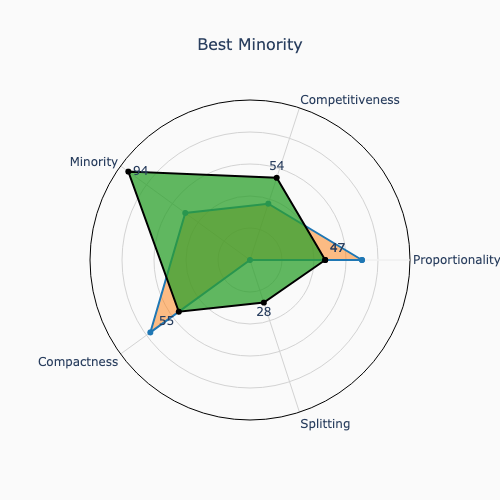 Best Minority
Competitiveness
Minority
94
54
47
Proportionality
55
28
Compactness
Splitting